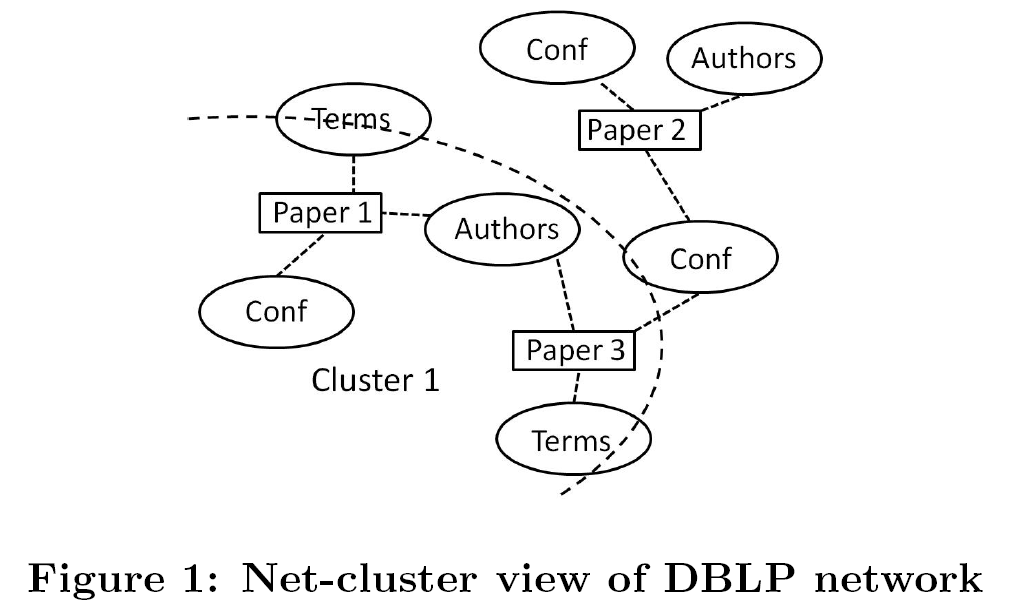 Conf
Authors
Terms
Paper 2
Paper 1
Authors
Conf
Conf
Paper 3
Cluster 1
Terms
Figure 1: Net-cluster view of DBLP network